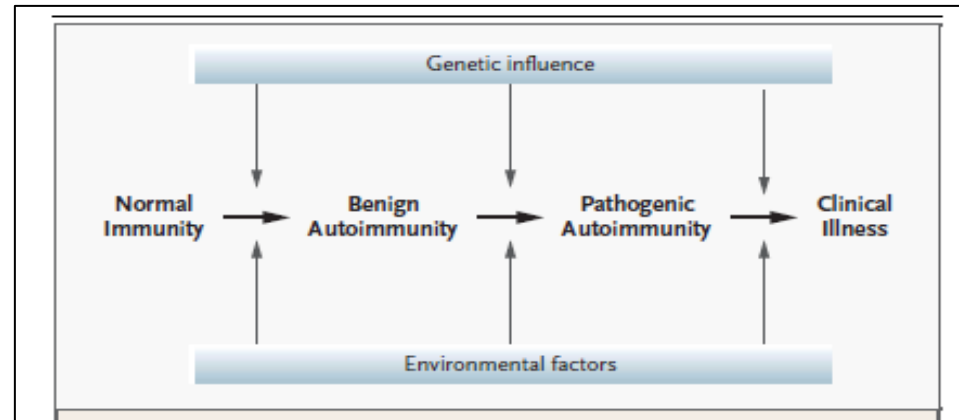 Genetic influence
Normal Immunity
Benign Autoimmunity
Pathogenic Autoimmunity
Clinical Illness
Environmental factors